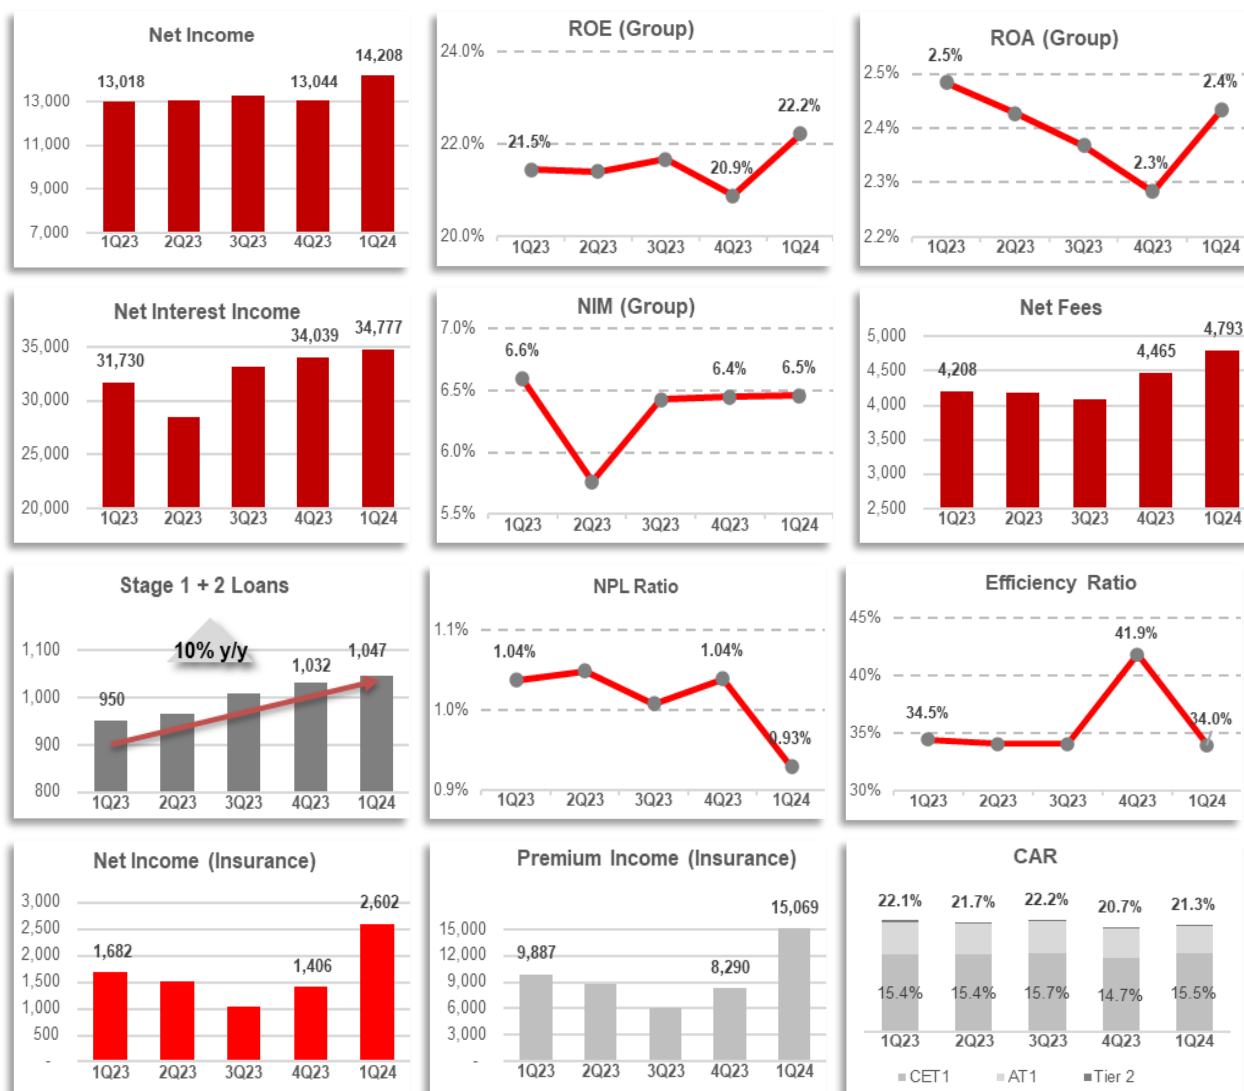 Net Income
14,208
13,018
13,044
13,000
11,000
9,000
7,000
1Q23 2Q23 3Q23 4Q23 1Q24
ROE (Group)
24.0%
22.2%
22.0%
21.5%
20.9%
20.0%
1Q23 2Q23 3Q23 4Q23 1Q24
ROA (Group)
2.5%
2.5%
2.4%
2.4%
2.3%
2.3%
2.2%
1Q23 2Q23 3Q23 4Q23 1Q24
Net Interest Income
34,039 34,777
35,000
31,730
30,000
25,000
20,000
1Q23 2Q23 3Q23 4Q23 1Q24
NIM (Group)
7.0%
6.6%
6.4% 6.5%
6.5%
6.0%
5.5%
1Q23 2Q23 3Q23 4Q23 1Q24
Net Fees
5,000
4,793
4,465
4,500
4,208
4,000
3,500
3,000
2,500
1Q23 2Q23 3Q23 4Q23 1Q24
Stage 1 + 2 Loans
10% y/y
1,100
1,032 1,047
1,000
950
900
800
1Q23 2Q23 3Q23 4Q23 1Q24
NPL Ratio
1.1%
1.04% 1.04%
1.0%
0.93%
0.9%
1Q23 2Q23 3Q23 4Q23 1Q24
Efficiency Ratio
45%
41.9%
40%
34.5% 34.0%
35%
30%
1Q23 2Q23 3Q23 4Q23 1Q24
Net Income (Insurance)
3,000
2,602
2,500
2,000
1,682
1,406
1,500
1,000
500
-
1Q23 2Q23 3Q23 4Q23 1Q24
Premium Income (Insurance)
15,069
15,000
12,000
9,887
8,290
9,000
6,000
3,000
-
1Q23 2Q23 3Q23 4Q23 1Q24
CAR
22.1% 21.7% 22.2% 20.7% 21.3%
15.4% 15.4% 15.7% 14.7% 15.5%
1Q23 2Q23 3Q23 4Q23 1Q24
CET1 AT1 Tier 2